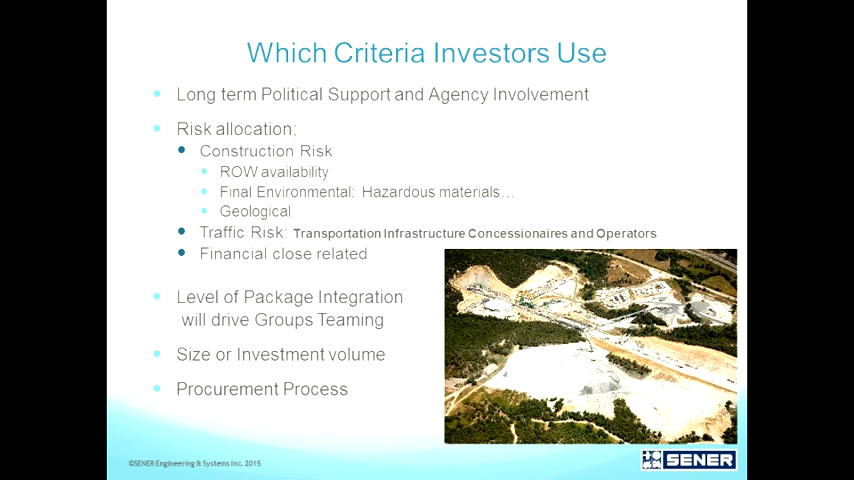 Which Criteria Investors Use
Long term Political Support and Agency Involvement
Risk allocation;
Construction Risk
ROW availability
Final Environmental: Hazardous materials…
Geological
Traffic Risk: Transportation Infrastructure Concessionaires and Operators
Financial close related
Level of Package Integration
will drive Groups Teaming
Size or Investment volume
Procurement Process
©SENER Engineering & Systems Inc. 2015
SENER